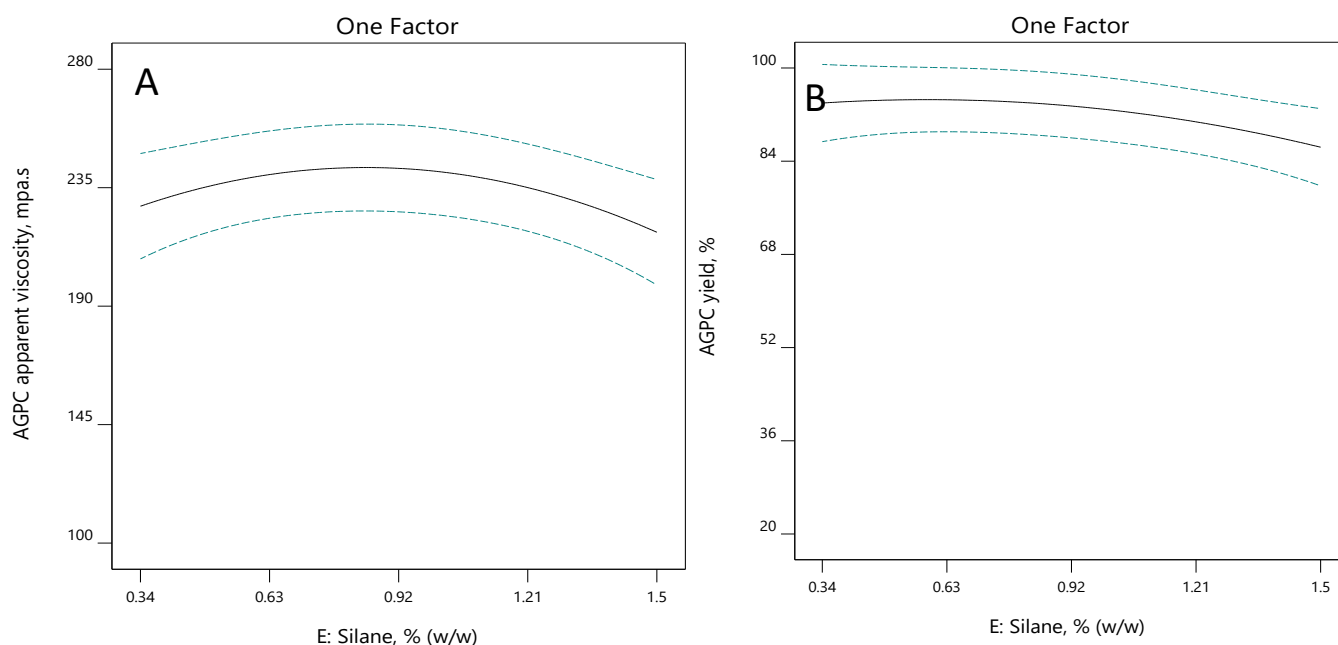 One Factor
A
280
235
190
145
100
AGPC apparent viscosity, mpa.s
0.34 0.63 0.92 1.21 1.5
E: Silane, % (w/w)
One Factor
B
100
84
68
52
36
20
AGPC yield, %
0.34 0.63 0.92 1.21 1.5
E: Silane, % (w/w)